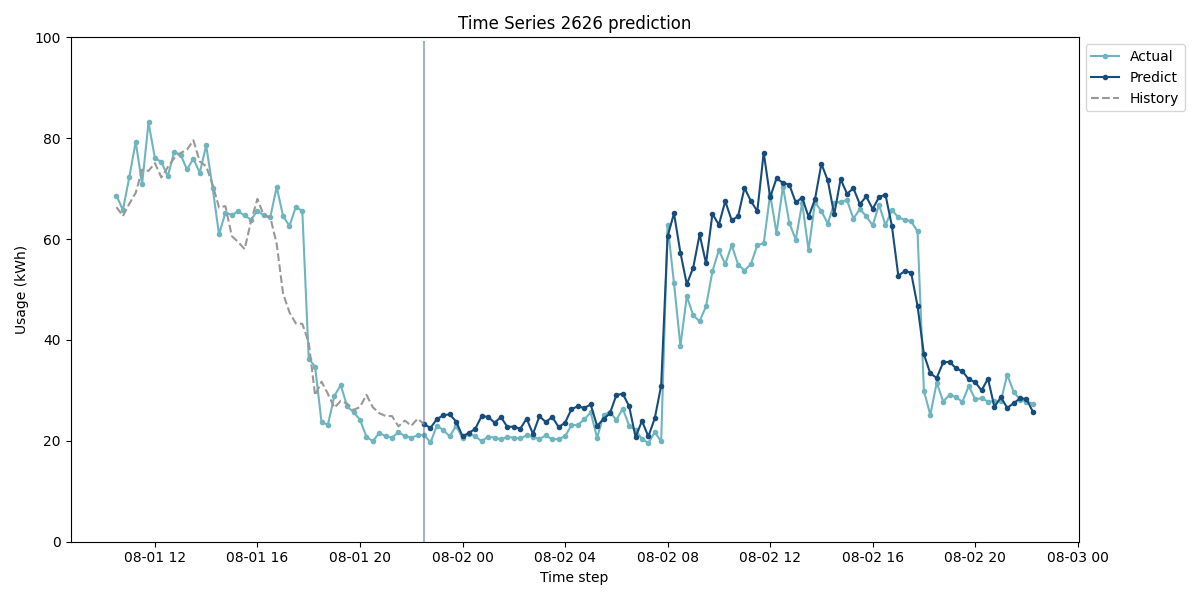 Time Series 2626 prediction
Usage (kWh)
100
80
60
40
20
0
08-01 12
08-01 16
08-01 20
08-02 00
08-02 04
08-02 08
08-02 12
08-02 16
08-02 20
08-03 00
Time step
Actual
Predict
History